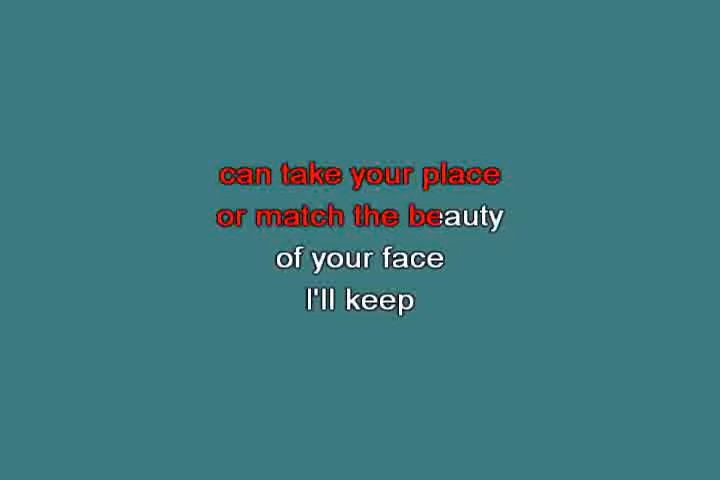 can take your place
or match the beauty
of your face
I'll keep